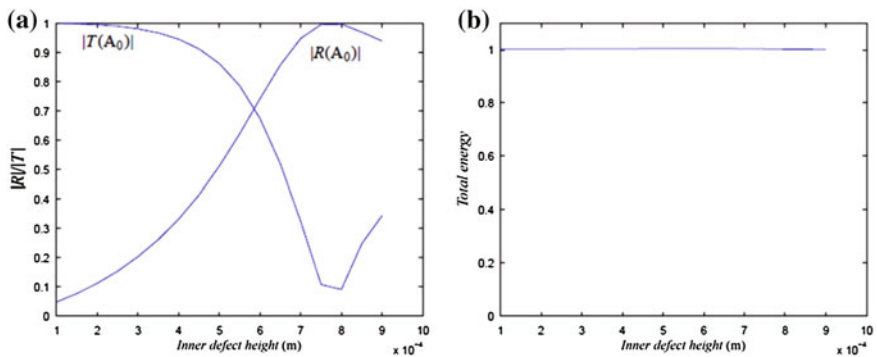 (a)
1
0.9
0.8
0.7
0.6
0.5
0.4
0.3
0.2
0.1
0
|R|/|T|
|T(A₀)|
|R(A₀)|
1 2 3 4 5 6 7 8 9 10
Inner defect height (m)
× 10⁻⁴
(b)
1
0.8
0.6
0.4
0.2
0
Total energy
1 2 3 4 5 6 7 8 9 10
Inner defect height (m)
× 10⁻⁴